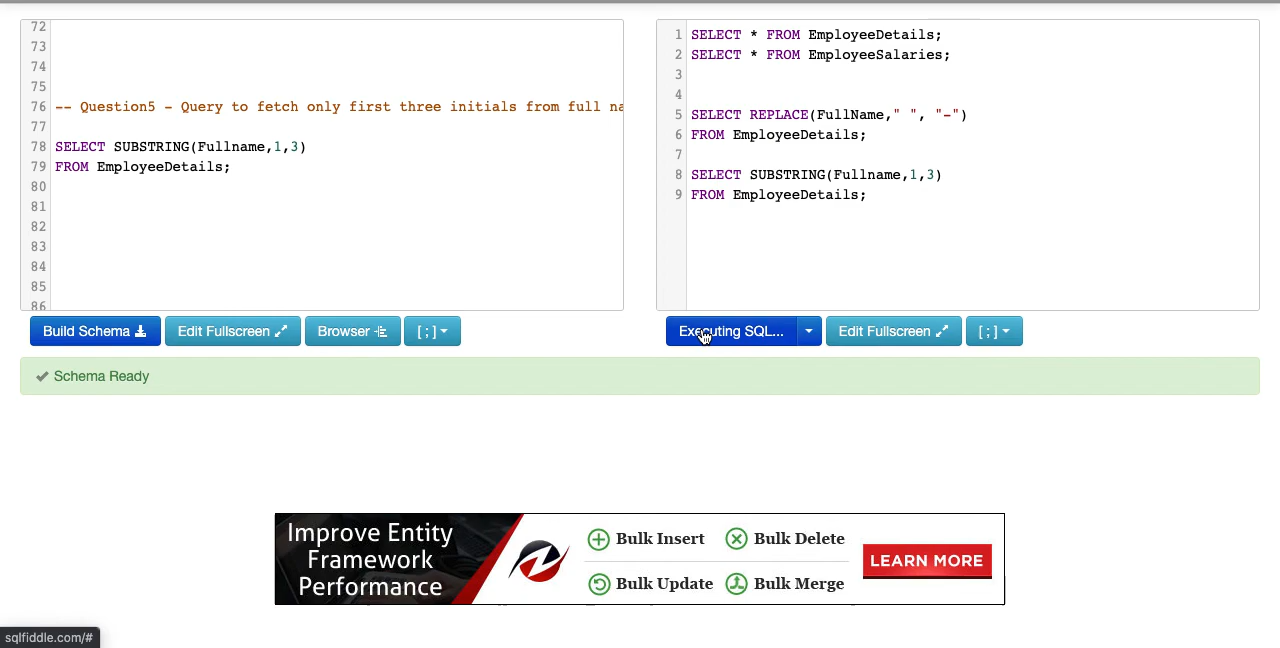 72
73
74
75
76 -- Question5 - Query to fetch only first three initials from full na
77
78 SELECT SUBSTRING(Fullname,1,3)
79 FROM EmployeeDetails;
80
81
82
83
84
85
86
1 SELECT * FROM EmployeeDetails;
2 SELECT * FROM EmployeeSalaries;
3
4
5 SELECT REPLACE(FullName," ", "-")
6 FROM EmployeeDetails;
7
8 SELECT SUBSTRING(Fullname,1,3)
9 FROM EmployeeDetails;
Build Schema Edit Fullscreen Browser [ ; ]
Executing SQL... Edit Fullscreen [ ; ]
Schema Ready
Improve Entity
Framework
Performance
Bulk Insert Bulk Delete
Bulk Update Bulk Merge
LEARN MORE
sqlfiddle.com/#